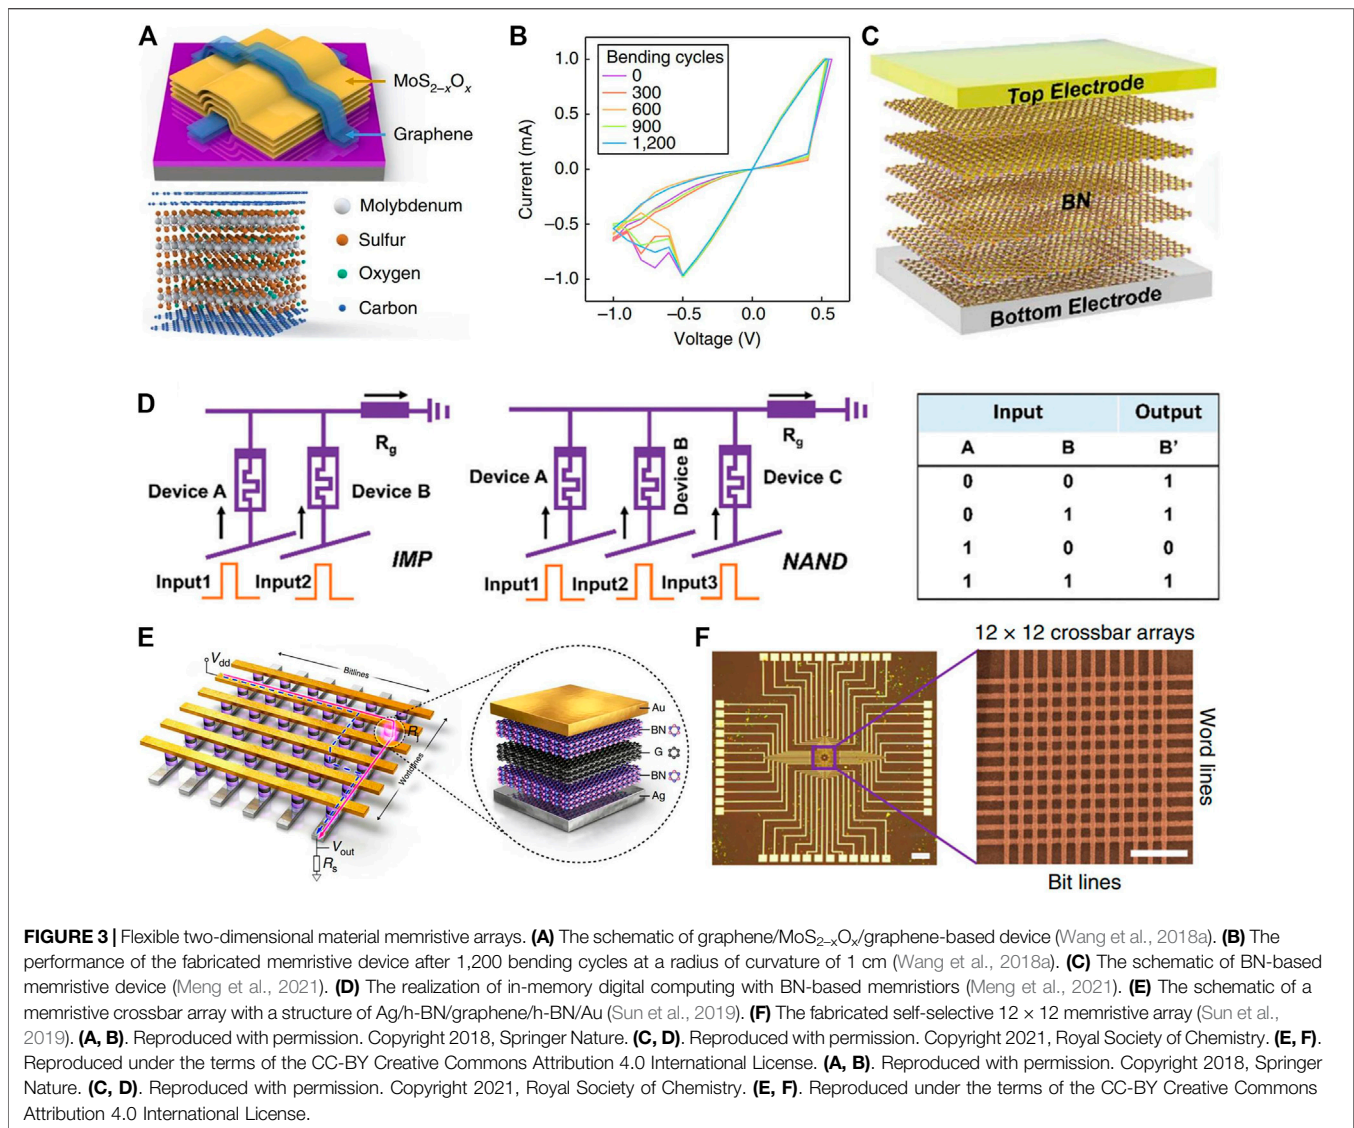 A
MoS₂₋ₓOₓ
Graphene
Molybdenum
Sulfur
Oxygen
Carbon
B
Bending cycles
0
300
600
900
1,200
1.0
0.5
0.0
−0.5
−1.0
Current (mA)
−1.0
−0.5
0.0
0.5
Voltage (V)
C
Top Electrode
BN
Bottom Electrode
D
Rg
Device A
Device B
Input1
Input2
IMP
Rg
Device A
Device B
Device C
Input1
Input2
Input3
NAND
Input Output
A B B’
0 0 1
0 1 1
1 0 0
1 1 1
E
Vdd
Bitlines
Ri
Wordlines
Vout
Rs
Au
BN
G
BN
Ag
F
12 × 12 crossbar arrays
Word lines
Bit lines
FIGURE 3 | Flexible two-dimensional material memristive arrays. (A) The schematic of graphene/MoS₂₋ₓOₓ/graphene-based device (Wang et al., 2018a). (B) The
performance of the fabricated memristive device after 1,200 bending cycles at a radius of curvature of 1 cm (Wang et al., 2018a). (C) The schematic of BN-based
memristive device (Meng et al., 2021). (D) The realization of in-memory digital computing with BN-based memristiors (Meng et al., 2021). (E) The schematic of a
memristive crossbar array with a structure of Ag/h-BN/graphene/h-BN/Au (Sun et al., 2019). (F) The fabricated self-selective 12 × 12 memristive array (Sun et al.,
2019). (A, B). Reproduced with permission. Copyright 2018, Springer Nature. (C, D). Reproduced with permission. Copyright 2021, Royal Society of Chemistry. (E, F).
Reproduced under the terms of the CC-BY Creative Commons Attribution 4.0 International License. (A, B). Reproduced with permission. Copyright 2018, Springer
Nature. (C, D). Reproduced with permission. Copyright 2021, Royal Society of Chemistry. (E, F). Reproduced under the terms of the CC-BY Creative Commons
Attribution 4.0 International License.